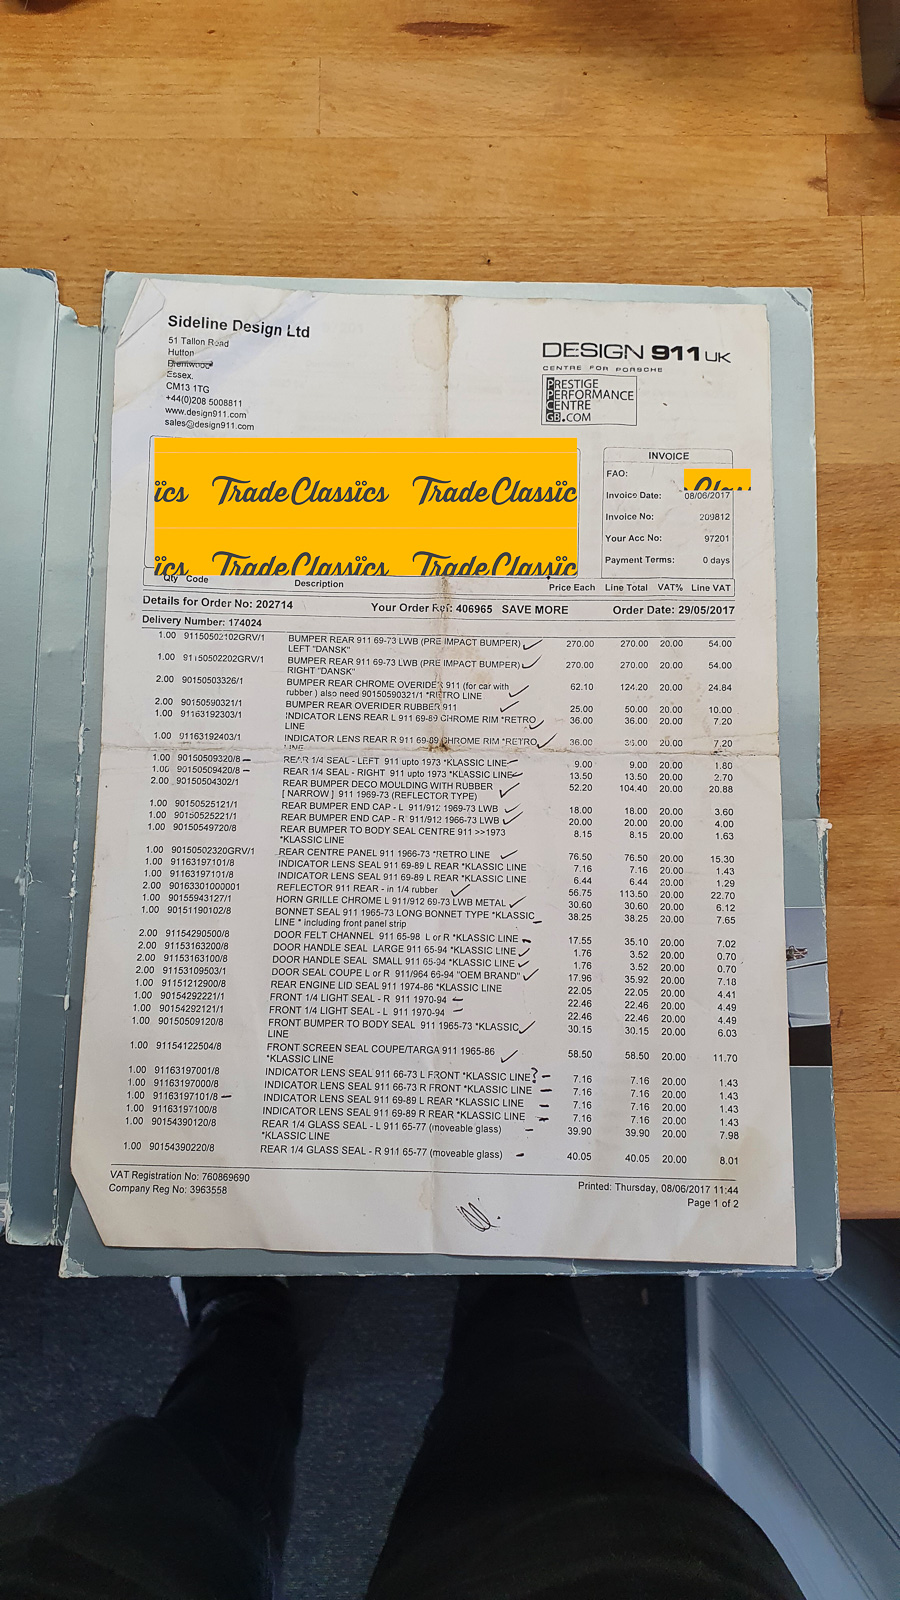 Sideline Design Ltd
51 Tallon Road
Hutton
Brentwood
Essex,
CM13 1TG
+44(0)208 5008811
www.design911.com
sales@design911.com
DESIGN 911 UK
CENTRE FOR PORSCHE
PRESTIGE
PERFORMANCE
CENTRE
GB.COM
ics TradeClassics TradeClassic
ics TradeClassics TradeClassic
INVOICE
FAO:
Invoice Date: 08/06/2017
Invoice No: 209812
Your Acc No: 97201
Payment Terms: 0 days
Qty Code Description Price Each Line Total VAT% Line VAT
Details for Order No: 202714 Your Order Ref: 406965 SAVE MORE Order Date: 29/05/2017
Delivery Number: 174024
1.00 91150502102GRV/1 BUMPER REAR 911 69-73 LWB (PRE IMPACT BUMPER) 270.00 270.00 20.00 54.00
LEFT "DANSK"
1.00 91150502202GRV/1 BUMPER REAR 911 69-73 LWB (PRE IMPACT BUMPER) 270.00 270.00 20.00 54.00
RIGHT "DANSK"
2.00 90150503326/1 BUMPER REAR CHROME OVERIDER 911 (for car with 62.10 124.20 20.00 24.84
rubber ) also need 90150590321/1 *RETRO LINE
2.00 90150590321/1 BUMPER REAR OVERIDER RUBBER 911 25.00 50.00 20.00 10.00
1.00 91163192303/1 INDICATOR LENS REAR L 911 69-89 CHROME RIM *RETRO 36.00 36.00 20.00 7.20
LINE
1.00 91163192403/1 INDICATOR LENS REAR R 911 69-89 CHROME RIM *RETRO 36.00 36.00 20.00 7.20
LINE
1.00 90150509320/8 REAR 1/4 SEAL - LEFT 911 upto 1973 *KLASSIC LINE 9.00 9.00 20.00 1.80
1.00 90150509420/8 REAR 1/4 SEAL - RIGHT 911 upto 1973 *KLASSIC LINE 13.50 13.50 20.00 2.70
2.00 90150504302/1 REAR BUMPER DECO MOULDING WITH RUBBER 52.20 104.40 20.00 20.88
[ NARROW ] 911 1969-73 (REFLECTOR TYPE)
1.00 90150525121/1 REAR BUMPER END CAP - L 911/912 1969-73 LWB 18.00 18.00 20.00 3.60
1.00 90150525221/1 REAR BUMPER END CAP - R 911/912 1966-73 LWB 20.00 20.00 20.00 4.00
1.00 90150549720/8 REAR BUMPER TO BODY SEAL CENTRE 911 >>1973 8.15 8.15 20.00 1.63
*KLASSIC LINE
1.00 90150502320GRV/1 REAR CENTRE PANEL 911 1966-73 *RETRO LINE 76.50 76.50 20.00 15.30
1.00 91163197101/8 INDICATOR LENS SEAL 911 69-89 L REAR *KLASSIC LINE 7.16 7.16 20.00 1.43
1.00 91163197101/8 INDICATOR LENS SEAL 911 69-89 L REAR *KLASSIC LINE 6.44 6.44 20.00 1.29
2.00 90163301000001 REFLECTOR 911 REAR - in 1/4 rubber 56.75 113.50 20.00 22.70
1.00 90155943127/1 HORN GRILLE CHROME L 911/912 69-73 LWB METAL 30.60 30.60 20.00 6.12
1.00 90151190102/8 BONNET SEAL 911 1965-73 LONG BONNET TYPE *KLASSIC 38.25 38.25 20.00 7.65
LINE * including front panel strip
2.00 91154290500/8 DOOR FELT CHANNEL 911 65-98 L or R *KLASSIC LINE 17.55 35.10 20.00 7.02
2.00 91153163200/8 DOOR HANDLE SEAL LARGE 911 65-94 *KLASSIC LINE 1.76 3.52 20.00 0.70
2.00 91153163100/8 DOOR HANDLE SEAL SMALL 911 65-94 *KLASSIC LINE 1.76 3.52 20.00 0.70
2.00 91153109503/1 DOOR SEAL COUPE L or R 911/964 66-94 "OEM BRAND" 17.96 35.92 20.00 7.18
1.00 91151212900/8 REAR ENGINE LID SEAL 911 1974-86 *KLASSIC LINE 22.05 22.05 20.00 4.41
1.00 90154292221/1 FRONT 1/4 LIGHT SEAL - R 911 1970-94 22.46 22.46 20.00 4.49
1.00 90154292121/1 FRONT 1/4 LIGHT SEAL - L 911 1970-94 22.46 22.46 20.00 4.49
1.00 90150509120/8 FRONT BUMPER TO BODY SEAL 911 1965-73 *KLASSIC 30.15 30.15 20.00 6.03
LINE
1.00 91154122504/8 FRONT SCREEN SEAL COUPE/TARGA 911 1965-86 58.50 58.50 20.00 11.70
*KLASSIC LINE
1.00 91163197001/8 INDICATOR LENS SEAL 911 66-73 L FRONT *KLASSIC LINE ? 7.16 7.16 20.00 1.43
1.00 91163197000/8 INDICATOR LENS SEAL 911 66-73 R FRONT *KLASSIC LINE 7.16 7.16 20.00 1.43
1.00 91163197101/8 INDICATOR LENS SEAL 911 69-89 L REAR *KLASSIC LINE 7.16 7.16 20.00 1.43
1.00 91163197100/8 INDICATOR LENS SEAL 911 69-89 R REAR *KLASSIC LINE 7.16 7.16 20.00 1.43
1.00 90154390120/8 REAR 1/4 GLASS SEAL - L 911 65-77 (moveable glass) 39.90 39.90 20.00 7.98
*KLASSIC LINE
1.00 90154390220/8 REAR 1/4 GLASS SEAL - R 911 65-77 (moveable glass) 40.05 40.05 20.00 8.01
VAT Registration No: 760869690
Company Reg No: 3963558
Printed: Thursday, 08/06/2017 11:44
Page 1 of 2